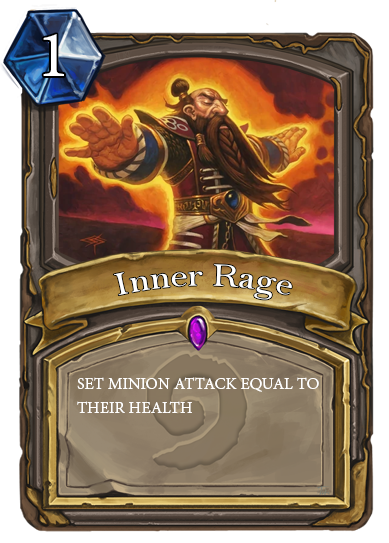 1
Inner Rage
SET MINION ATTACK EQUAL TO
THEIR HEALTH